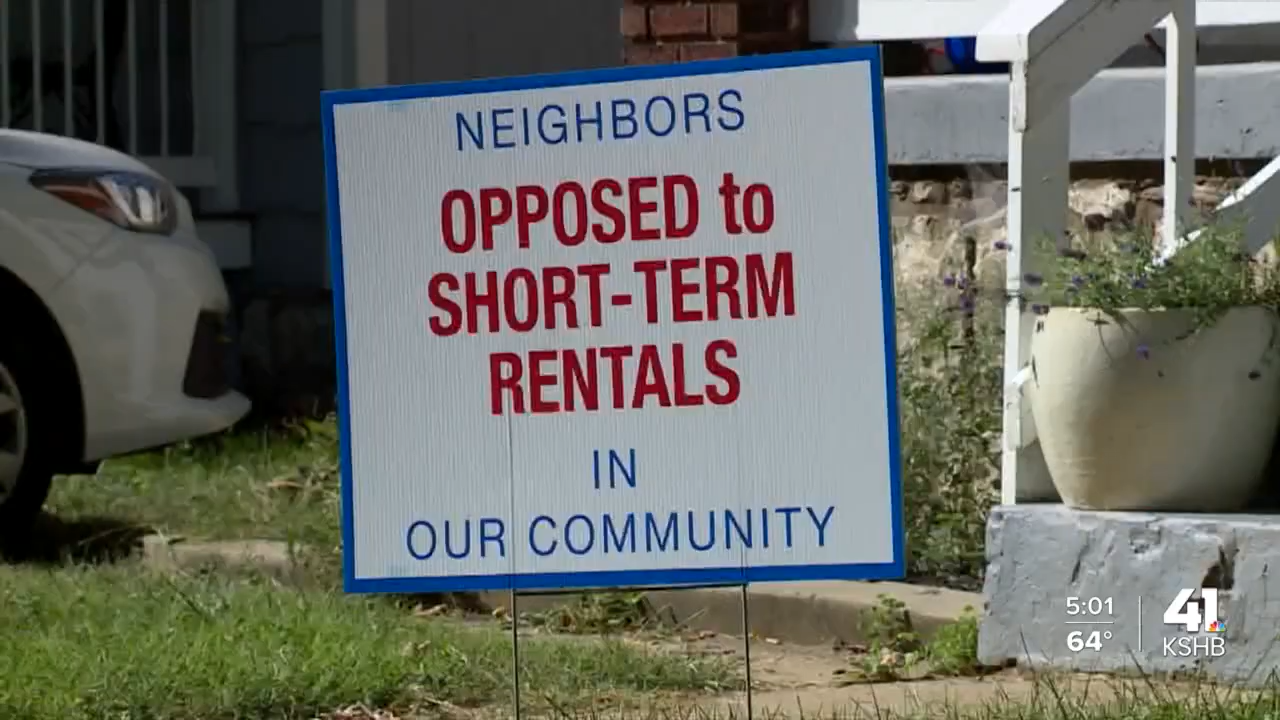 NEIGHBORS
OPPOSED to
SHORT-TERM
RENTALS
IN
OUR COMMUNITY
5:01
64°
41
KSHB